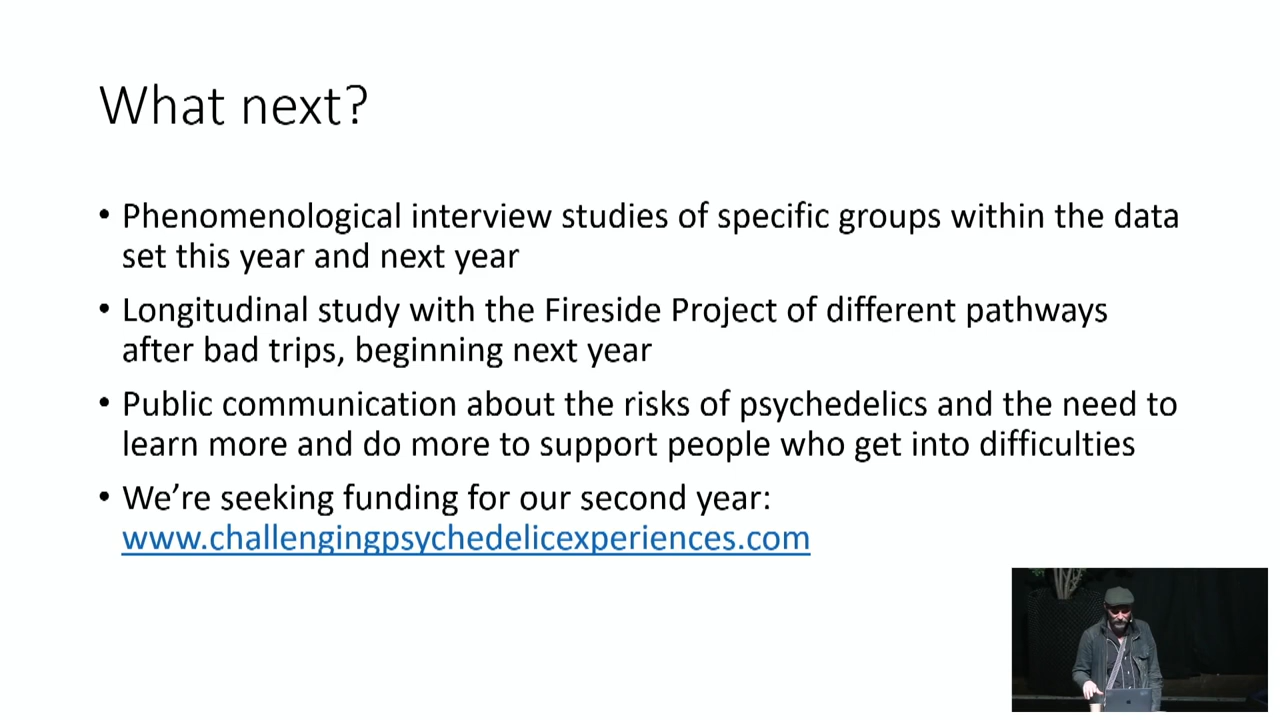 What next?
• Phenomenological interview studies of specific groups within the data
set this year and next year
• Longitudinal study with the Fireside Project of different pathways
after bad trips, beginning next year
• Public communication about the risks of psychedelics and the need to
learn more and do more to support people who get into difficulties
• We’re seeking funding for our second year:
www.challengingpsychedelicexperiences.com